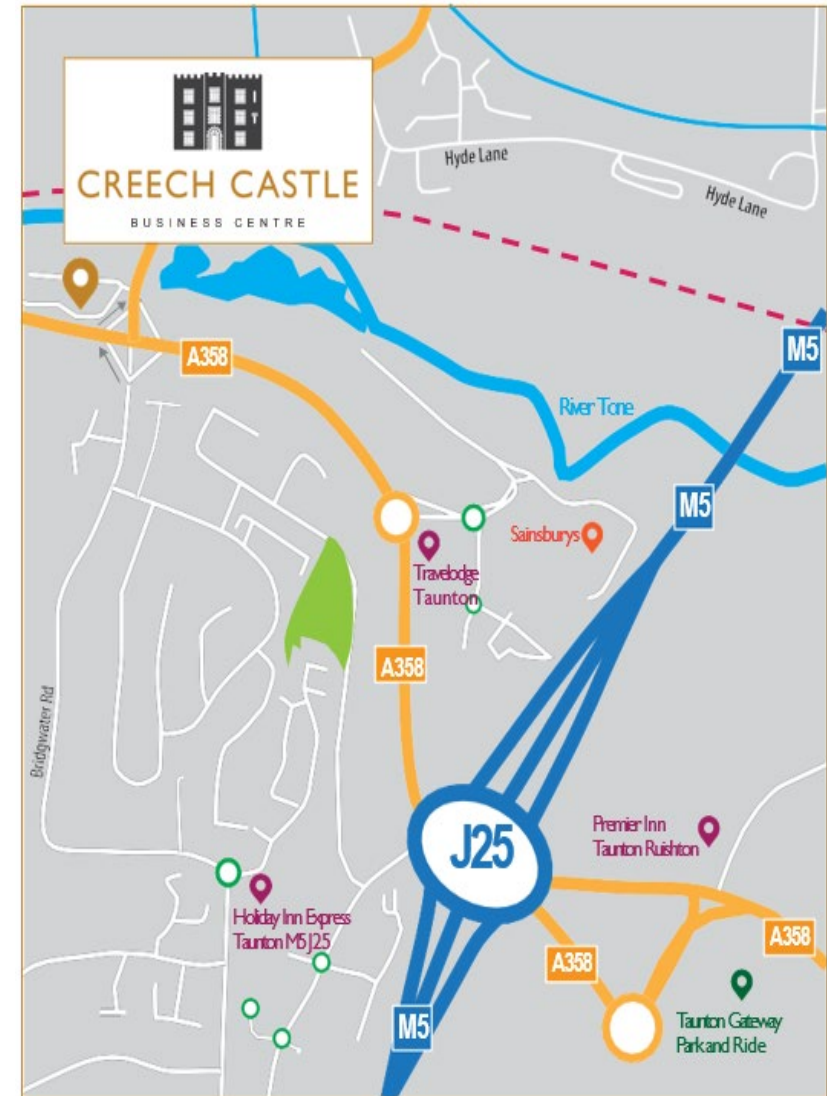 I
T
CREECH CASTLE
BUSINESS CENTRE
Hyde Lane
Hyde Lane
M5
A358
River Tone
M5
Sainsburys
Travelodge
Taunton
A358
Bridgwater Rd
J25
Premier Inn
Taunton Ruishton
Holiday Inn Express
Taunton M5 J25
A358
A358
M5
Taunton Gateway
Park and Ride